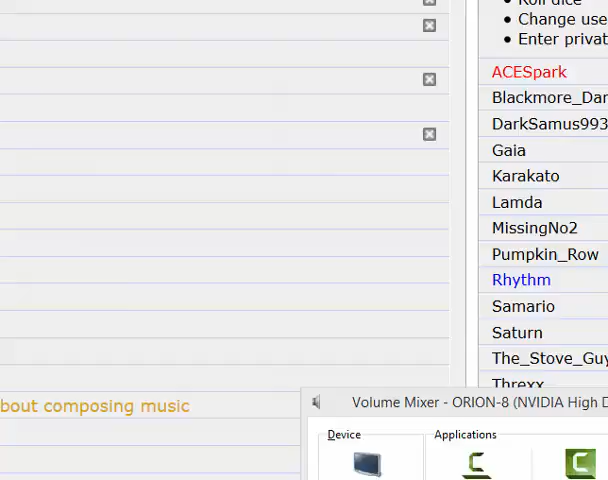 Roll dice
Change use
Enter privat
ACESpark
Blackmore_Dar
DarkSamus993
Gaia
Karakato
Lamda
MissingNo2
Pumpkin_Row
Rhythm
Samario
Saturn
The_Stove_Guy
Threxx
bout composing music
Volume Mixer - ORION-8 (NVIDIA High D
Device
Applications